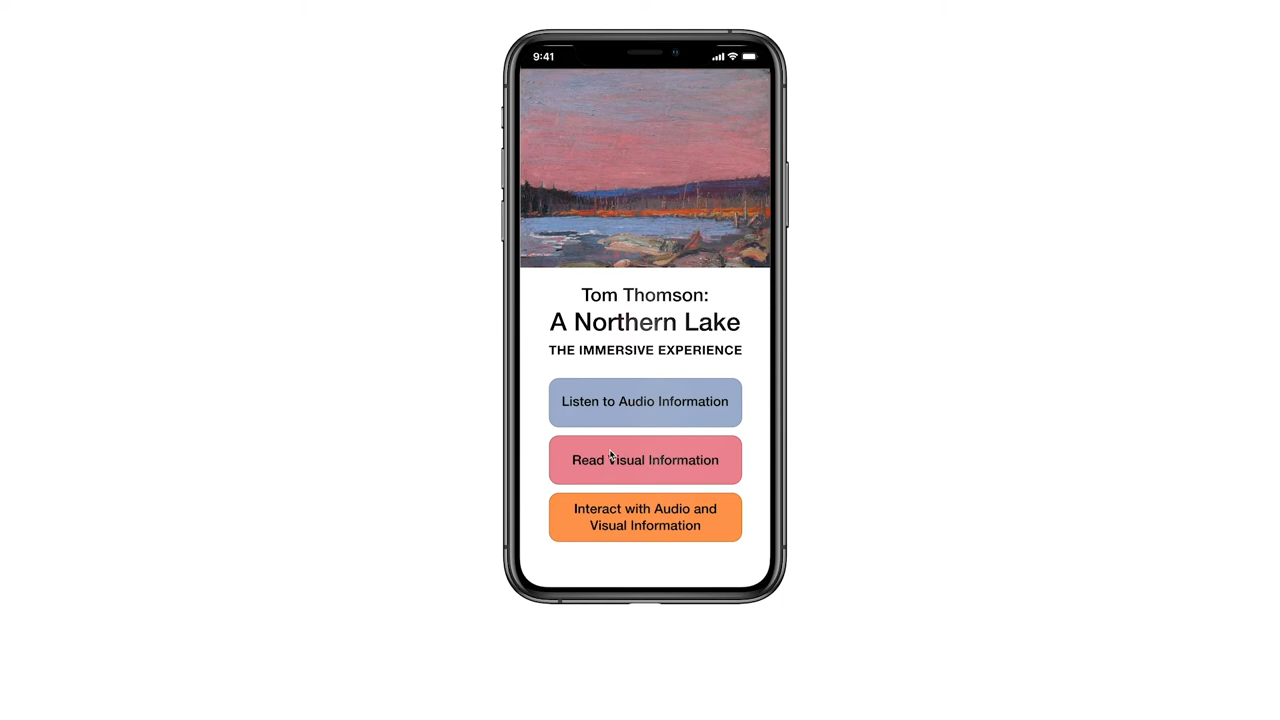 9:41
Tom Thomson:
A Northern Lake
THE IMMERSIVE EXPERIENCE
Listen to Audio Information
Read Visual Information
Interact with Audio and
Visual Information